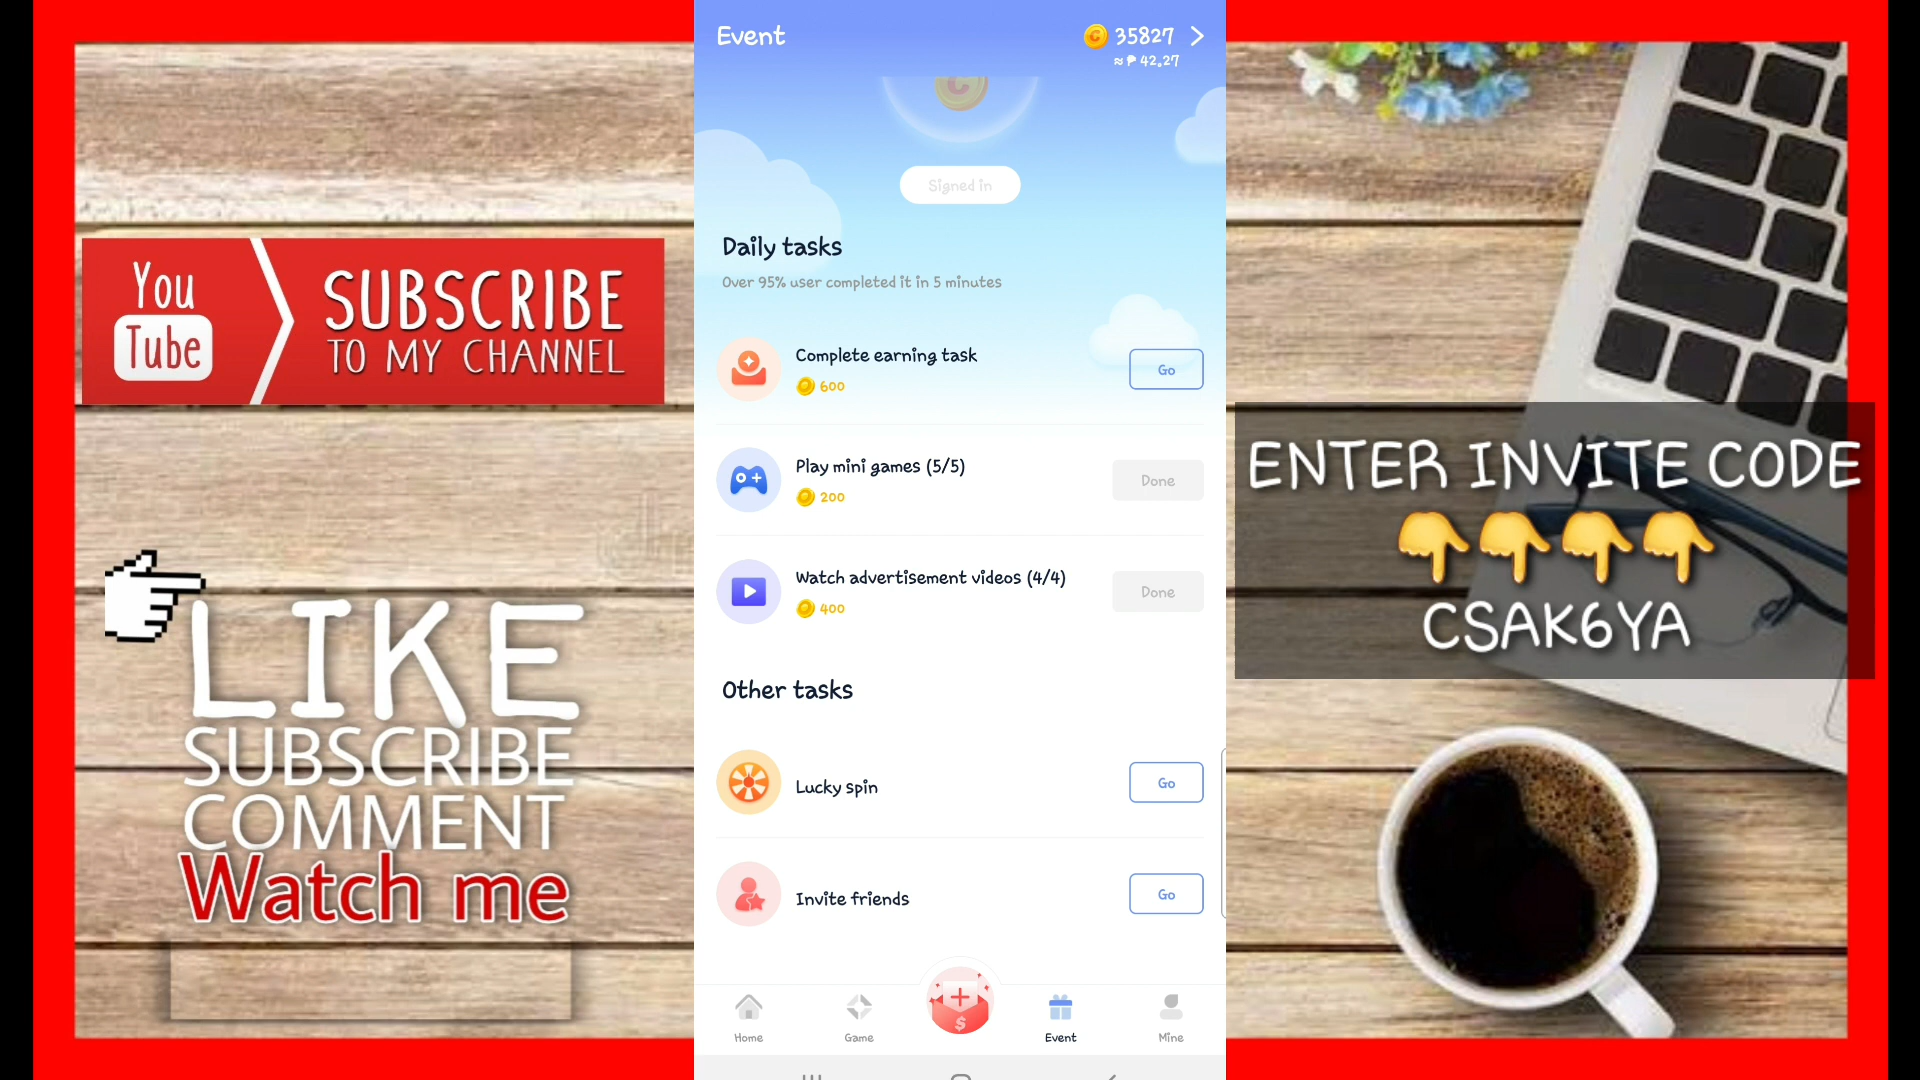 Event
35827
≈ ₱ 42.27
Signed in
Daily tasks
Over 95% user completed it in 5 minutes
Complete earning task
600
Go
Play mini games (5/5)
200
Done
Watch advertisement videos (4/4)
400
Done
Other tasks
Lucky spin
Go
Invite friends
Go
Home
Game
Event
Mine
You
Tube
SUBSCRIBE
TO MY CHANNEL
LIKE
SUBSCRIBE
COMMENT
Watch me
ENTER INVITE CODE
👇👇👇👇
CSAK6YA